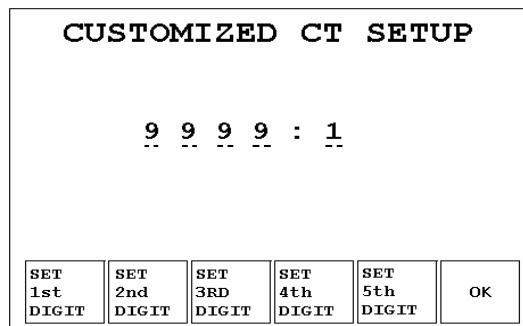 CUSTOMIZED CT SETUP
9 9 9 9 : 1
SET 1st DIGIT
SET 2nd DIGIT
SET 3RD DIGIT
SET 4th DIGIT
SET 5th DIGIT
OK